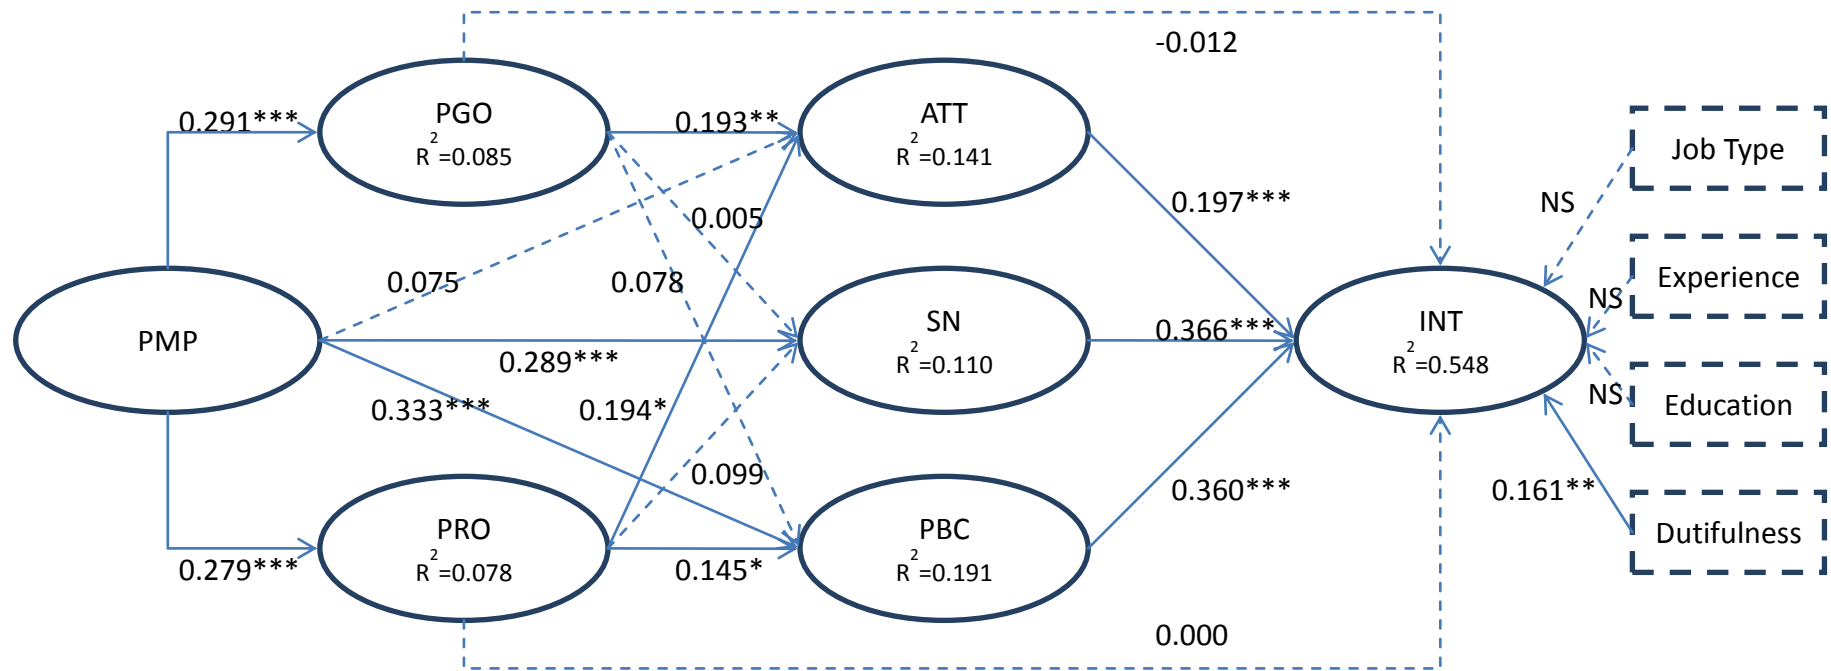 -0.012
PGO
R²=0.085
ATT
R²=0.141
0.291***
0.193**
Job Type
0.197***
NS
0.005
Experience
0.075
0.078
NS
PMP
SN
R²=0.110
0.366***
INT
R²=0.548
0.289***
0.333***
0.194*
NS
Education
0.099
0.360***
0.161**
PRO
R²=0.078
PBC
R²=0.191
Dutifulness
0.279***
0.145*
0.000